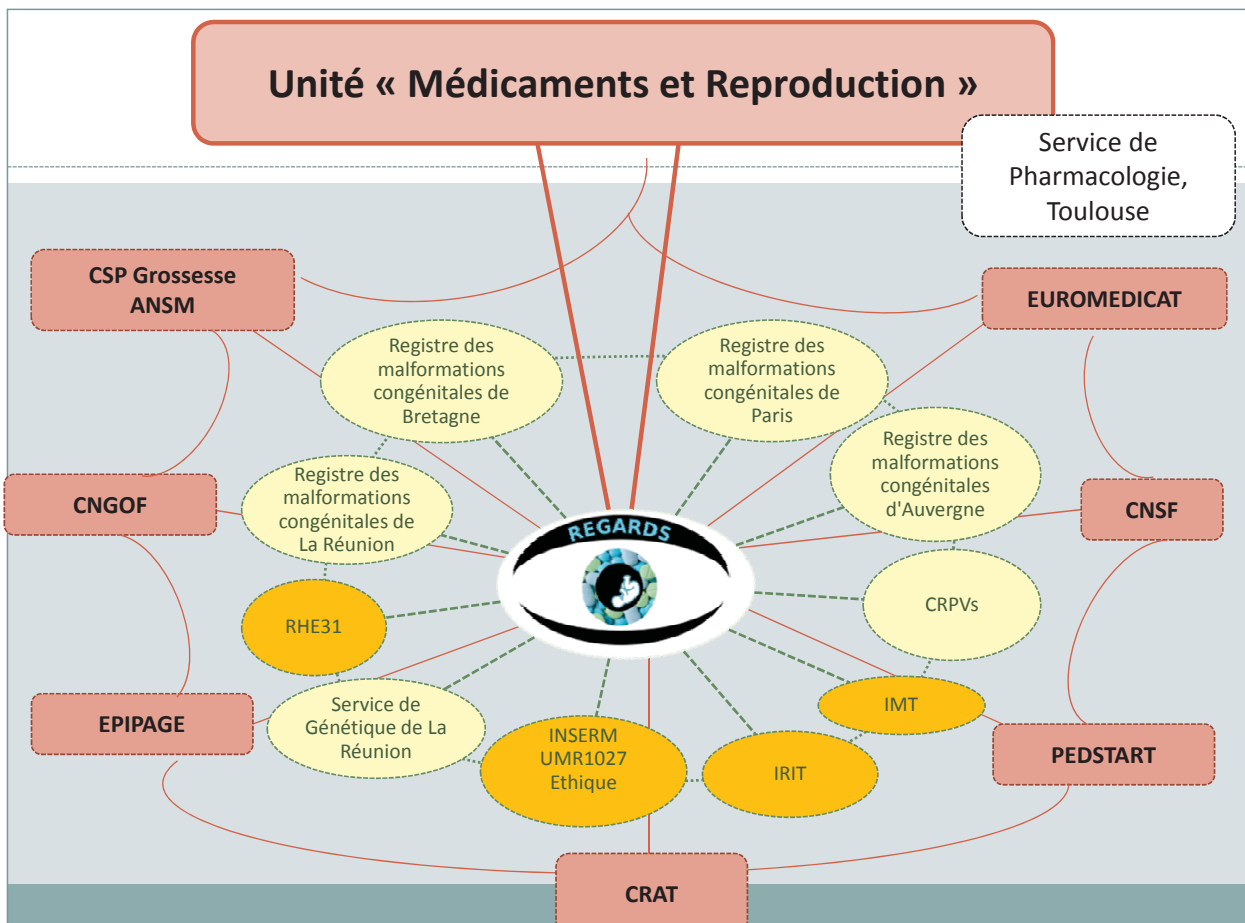 Unité « Médicaments et Reproduction »
Service de
Pharmacologie,
Toulouse
CSP Grossesse
ANSM
EUROMEDICAT
Registre des
malformations
congénitales de
Bretagne
Registre des
malformations
congénitales de
Paris
Registre des
malformations
congénitales
d'Auvergne
Registre des
malformations
congénitales de
La Réunion
CNGOF
CNSF
REGARDS
CRPVs
RHE31
Service de
Génétique de La
Réunion
IMT
EPIPAGE
INSERM
UMR1027
Ethique
IRIT
PEDSTART
CRAT